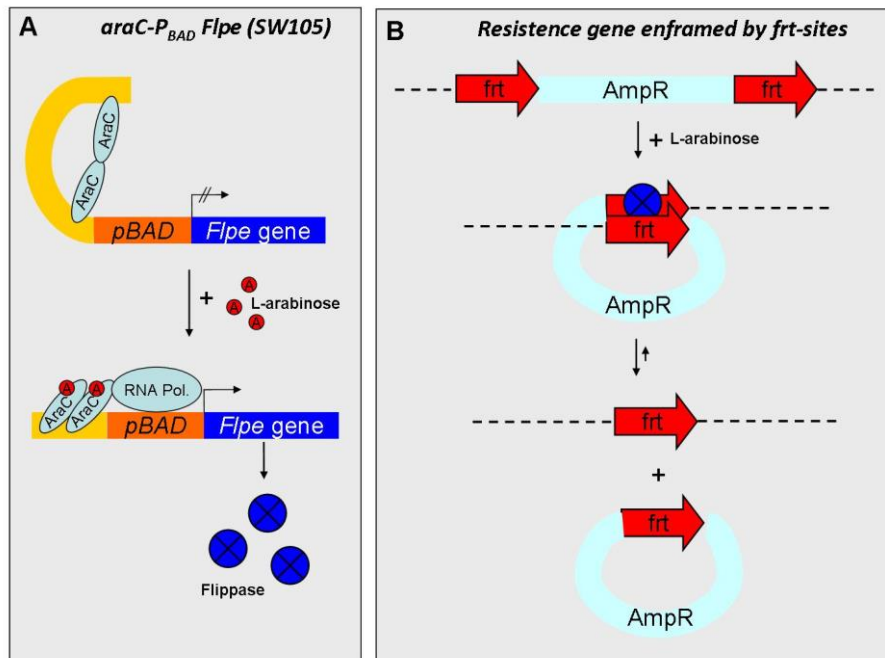 A
araC-PBAD Flpe (SW105)
AraC
AraC
pBAD
Flpe gene
+
A
A
A
L-arabinose
A
A
AraC
AraC
RNA Pol.
pBAD
Flpe gene
Flippase
B
Resistence gene enframed by frt-sites
frt
AmpR
frt
+ L-arabinose
frt
AmpR
frt
+
frt
AmpR